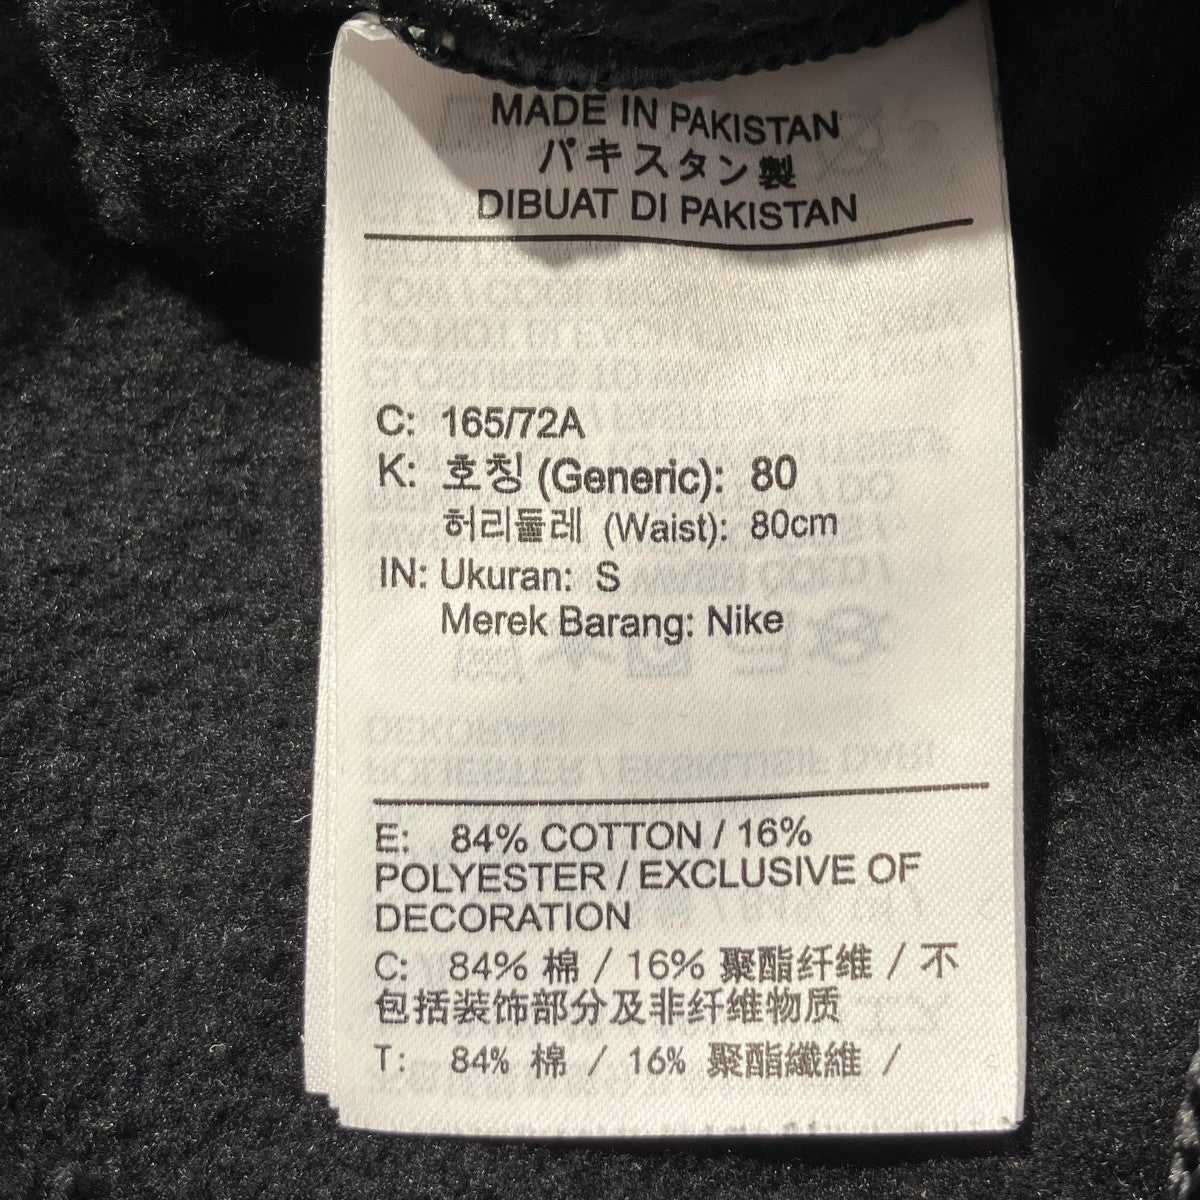 MADE IN PAKISTAN
パキスタン製
DIBUAT DI PAKISTAN
C: 165/72A
K: 호칭 (Generic): 80
허리둘레 (Waist): 80cm
IN: Ukuran: S
Merek Barang: Nike
E: 84% COTTON / 16%
POLYESTER / EXCLUSIVE OF
DECORATION
C: 84% 棉 / 16% 聚酯纤维 / 不
包括装饰部分及非纤维物质
T: 84% 棉 / 16% 聚酯纖維 /